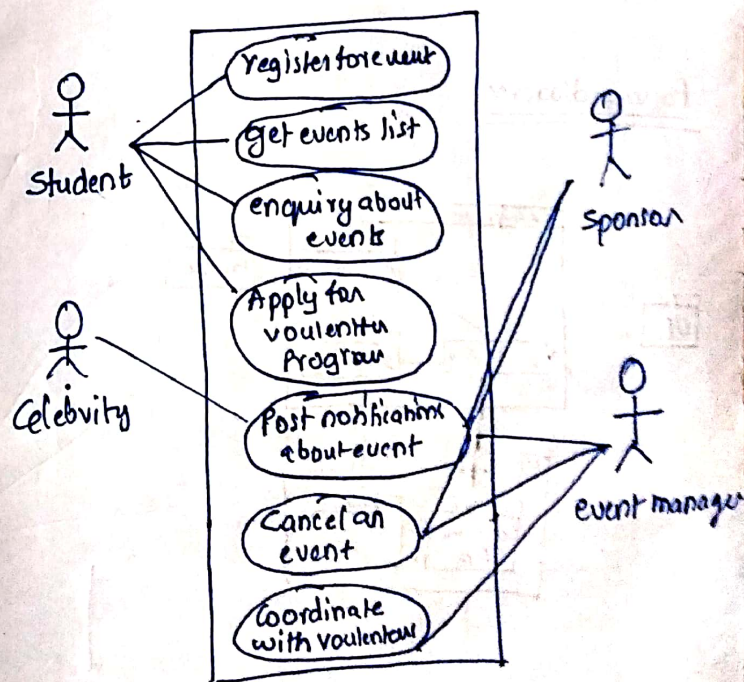 register for event
get events list
Student
enquiry about
events
Sponsor
Apply for
voulenteer
Program
Celebrity
Post notifications
about event
event manager
Cancel an
event
Coordinate
with voulenteer